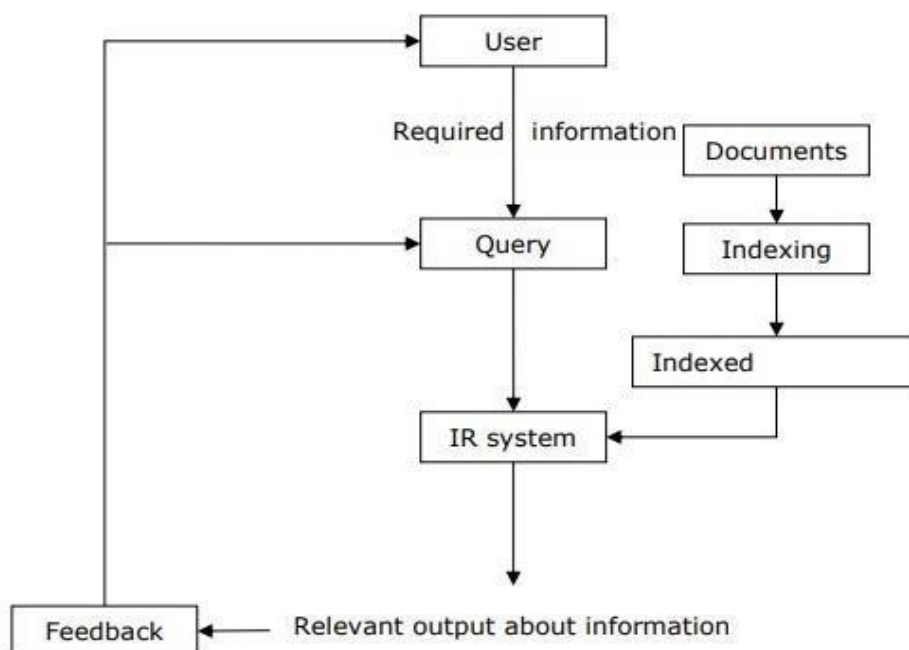 User
Required information
Documents
Query
Indexing
Indexed
IR system
Feedback
Relevant output about information